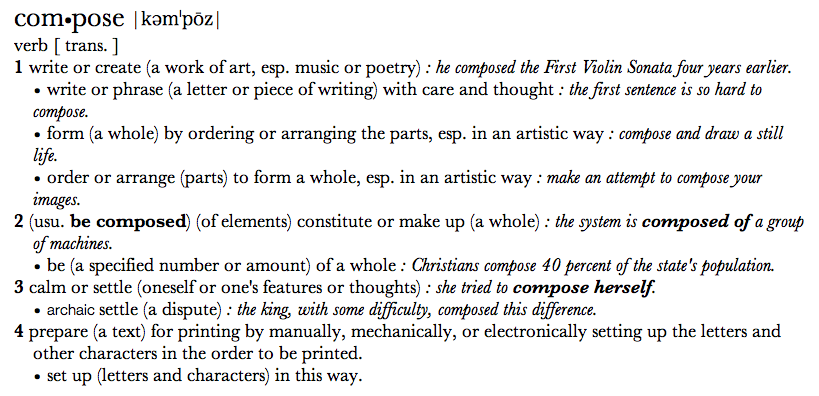 com•pose |kəmˈpōz|
verb [ trans. ]
1 write or create (a work of art, esp. music or poetry) : he composed the First Violin Sonata four years earlier.
• write or phrase (a letter or piece of writing) with care and thought : the first sentence is so hard to
compose.
• form (a whole) by ordering or arranging the parts, esp. in an artistic way : compose and draw a still
life.
• order or arrange (parts) to form a whole, esp. in an artistic way : make an attempt to compose your
images.
2 (usu. be composed) (of elements) constitute or make up (a whole) : the system is composed of a group
of machines.
• be (a specified number or amount) of a whole : Christians compose 40 percent of the state's population.
3 calm or settle (oneself or one's features or thoughts) : she tried to compose herself.
• archaic settle (a dispute) : the king, with some difficulty, composed this difference.
4 prepare (a text) for printing by manually, mechanically, or electronically setting up the letters and
other characters in the order to be printed.
• set up (letters and characters) in this way.